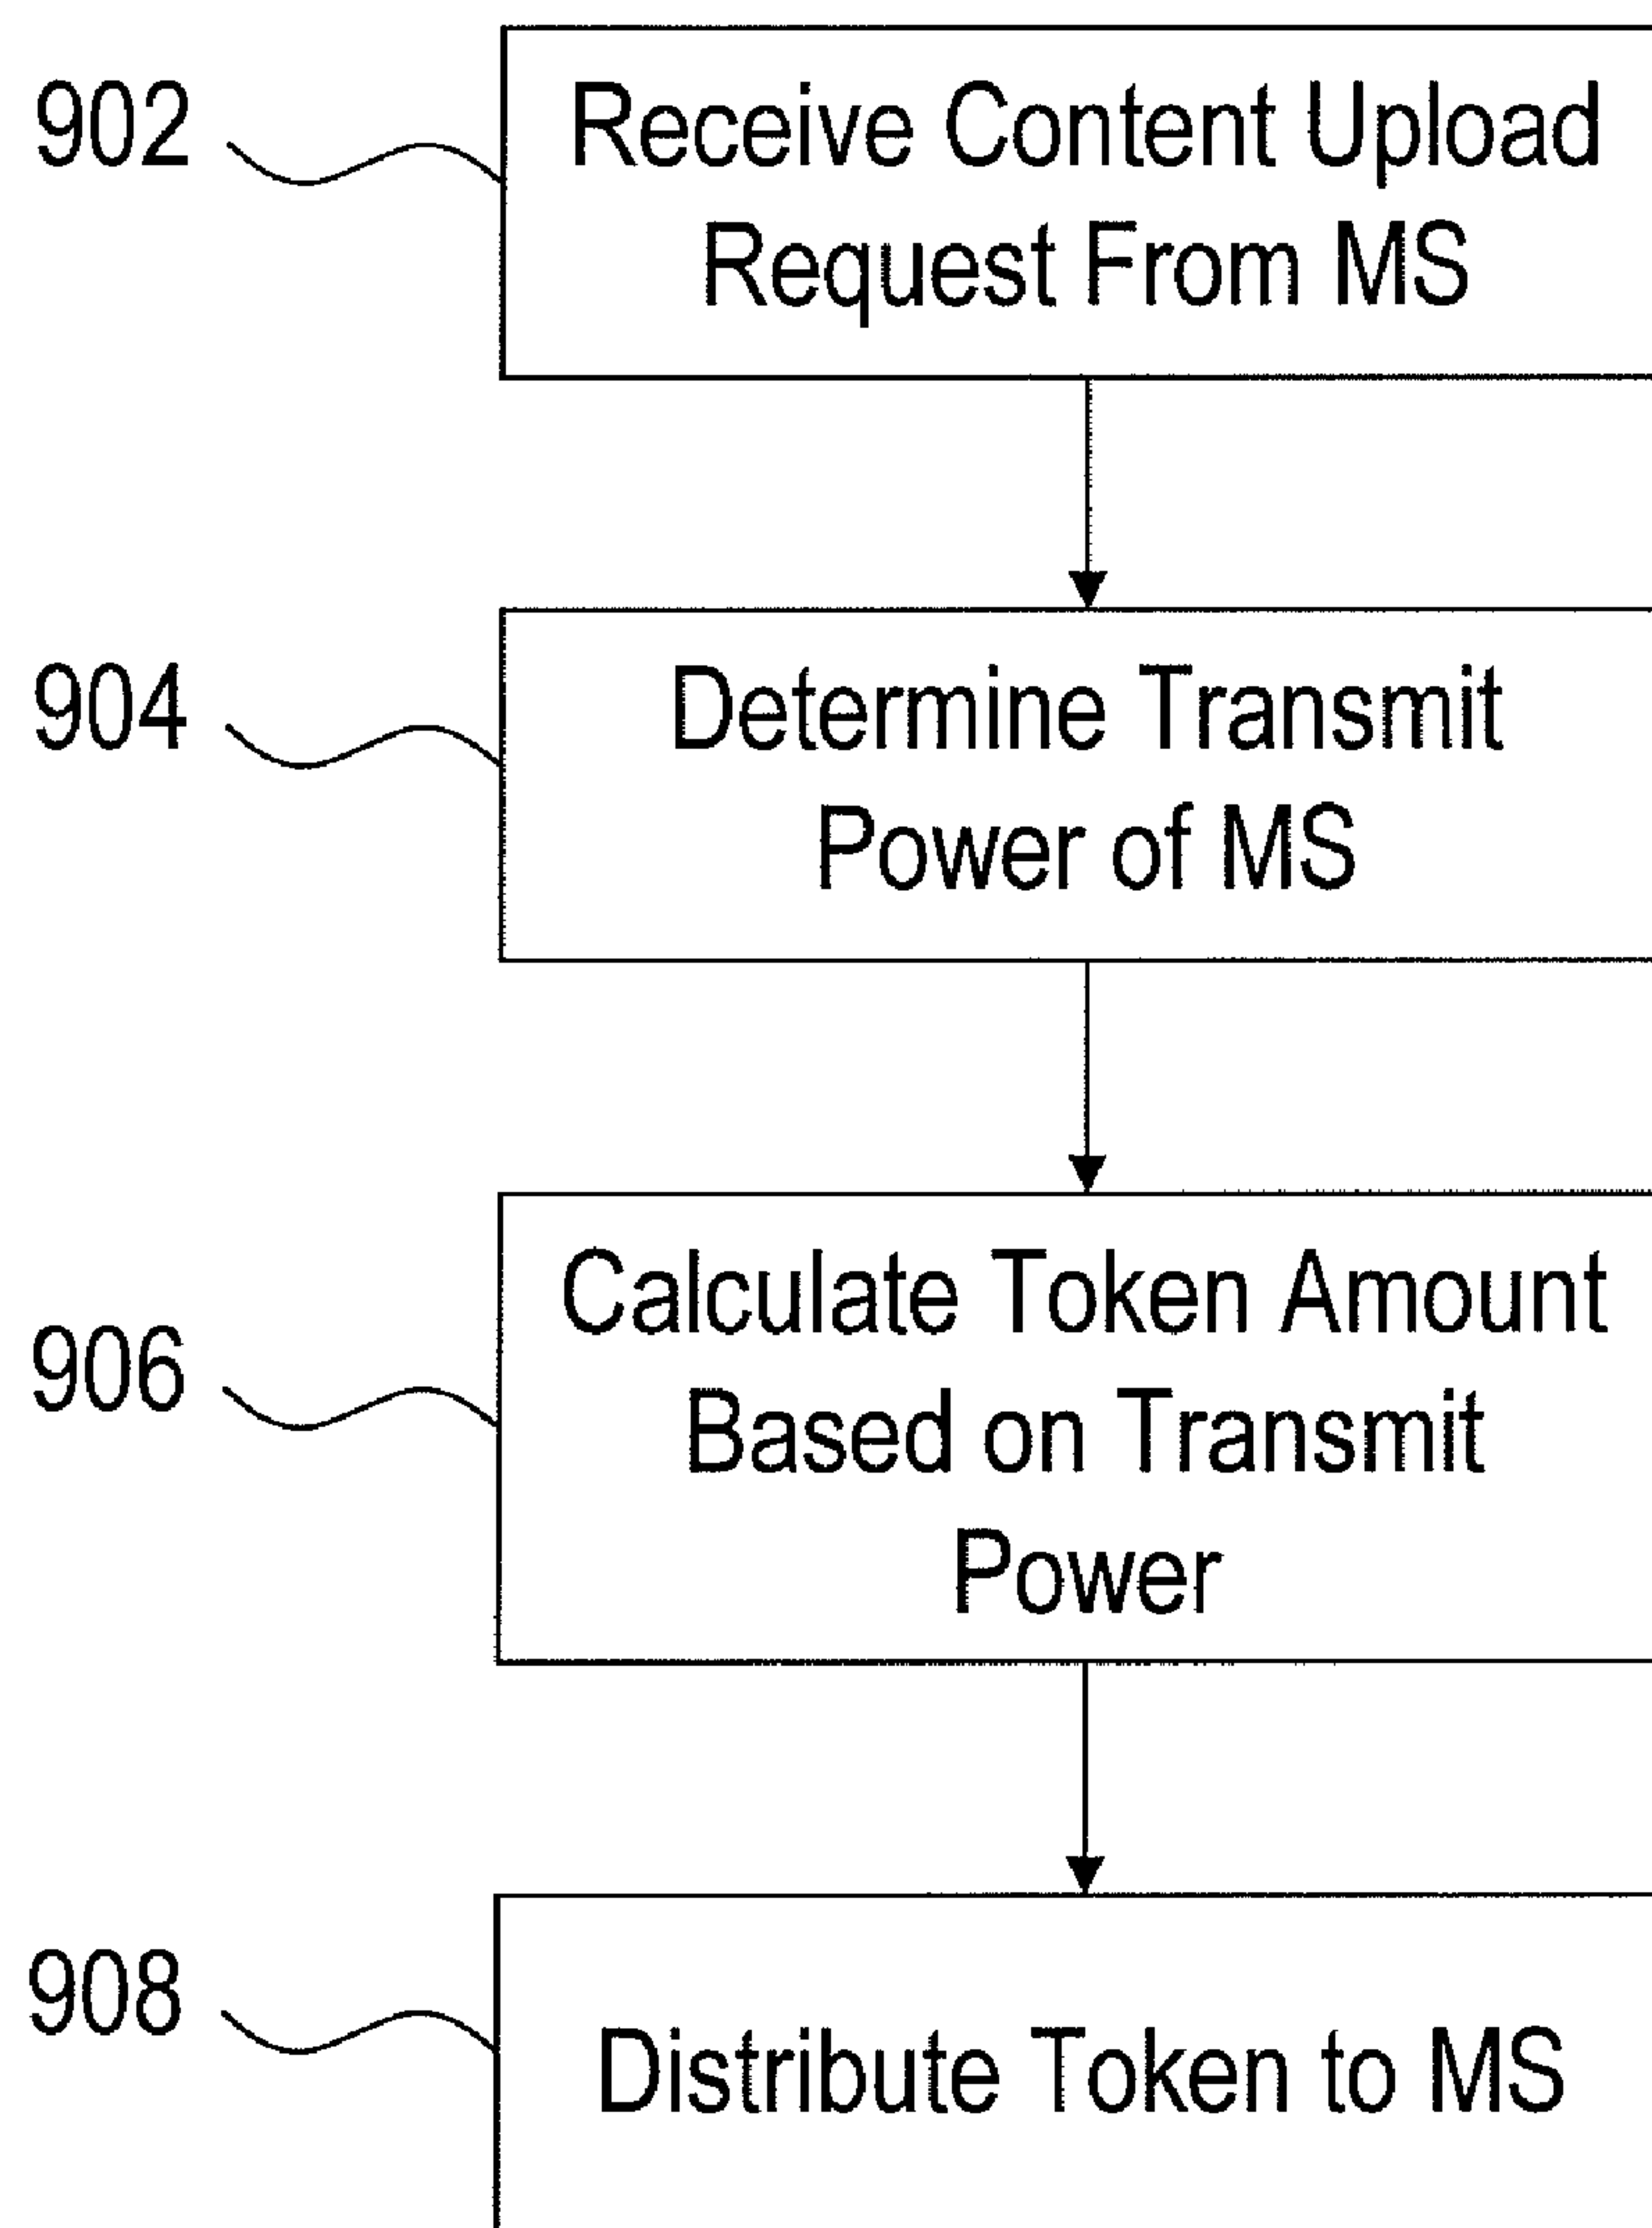 902
Receive Content Upload
Request From MS
904
Determine Transmit
Power of MS
906
Calculate Token Amount
Based on Transmit
Power
908
Distribute Token to MS